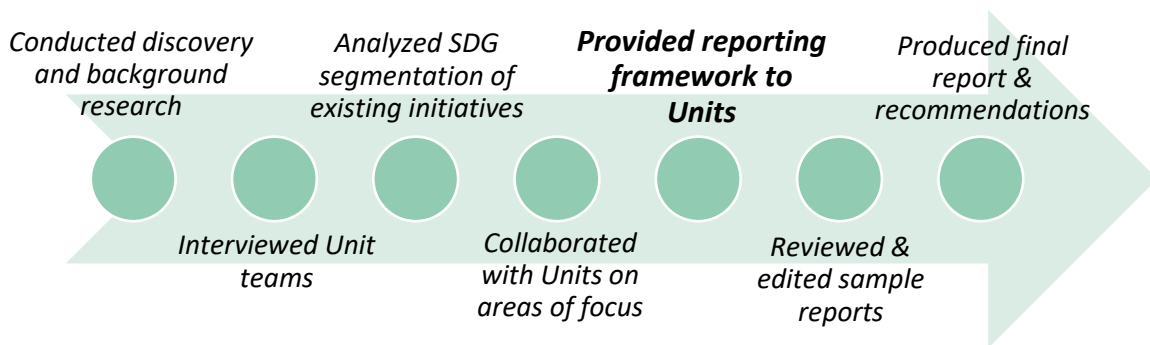 Conducted discovery
and background
research
Interviewed Unit
teams
Analyzed SDG
segmentation of
existing initiatives
Collaborated
with Units on
areas of focus
Provided reporting
framework to
Units
Reviewed &
edited sample
reports
Produced final
report &
recommendations